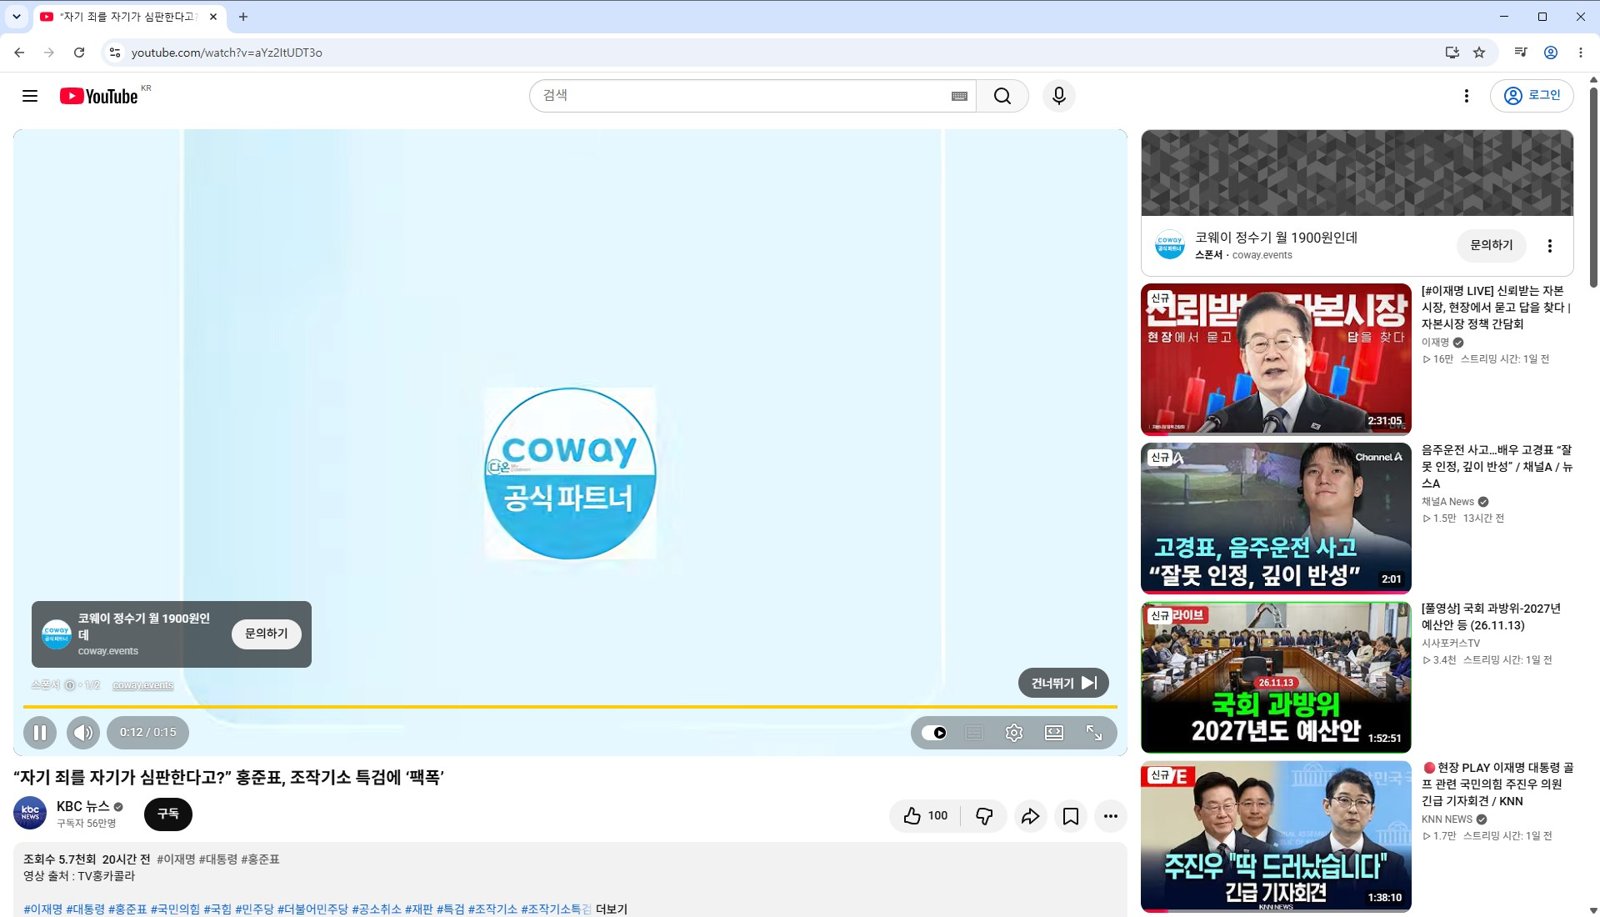 "자기 죄를 자기가 심판한다고?
youtube.com/watch?v=aYz2ItUDT3o
YouTube KR
검색
로그인
coway
다온
공식 파트너
코웨이 정수기 월 1900원인
데
coway.events
문의하기
스폰서 · 1/2 coway.events
건너뛰기
0:12 / 0:15
“자기 죄를 자기가 심판한다고?” 홍준표, 조작기소 특검에 ‘팩폭’
kbc NEWS
KBC 뉴스
구독자 56만명
구독
100
조회수 5.7천회 20시간 전 #이재명 #대통령 #홍준표
영상 출처 : TV홍카콜라
#이재명 #대통령 #홍준표 #국민의힘 #국힘 #민주당 #더불어민주당 #공소취소 #재판 #특검 #조작기소 #조작기소특검 더보기
coway
공식 파트너
코웨이 정수기 월 1900원인데
스폰서 · coway.events
문의하기
신규
신뢰받는 자본시장
현장에서 묻고 답을 찾다
2:31:05
[#이재명 LIVE] 신뢰받는 자본
시장, 현장에서 묻고 답을 찾다 |
자본시장 정책 간담회
이재명
16만 스트리밍 시간: 1일 전
신규
Channel A
고경표, 음주운전 사고
“잘못 인정, 깊이 반성”
2:01
음주운전 사고…배우 고경표 “잘
못 인정, 깊이 반성” / 채널A / 뉴
스A
채널A News
1.5만 13시간 전
신규
라이브
26.11.13
국회 과방위
2027년도 예산안
1:52:51
[풀영상] 국회 과방위-2027년
예산안 등 (26.11.13)
시사포커스TV
3.4천 스트리밍 시간: 1일 전
신규
LIVE
주진우 "딱 드러났습니다"
긴급 기자회견
KNN NEWS
1:38:10
현장 PLAY 이재명 대통령 골
프 관련 국민의힘 주진우 의원
긴급 기자회견 / KNN
KNN NEWS
1.7만 스트리밍 시간: 1일 전